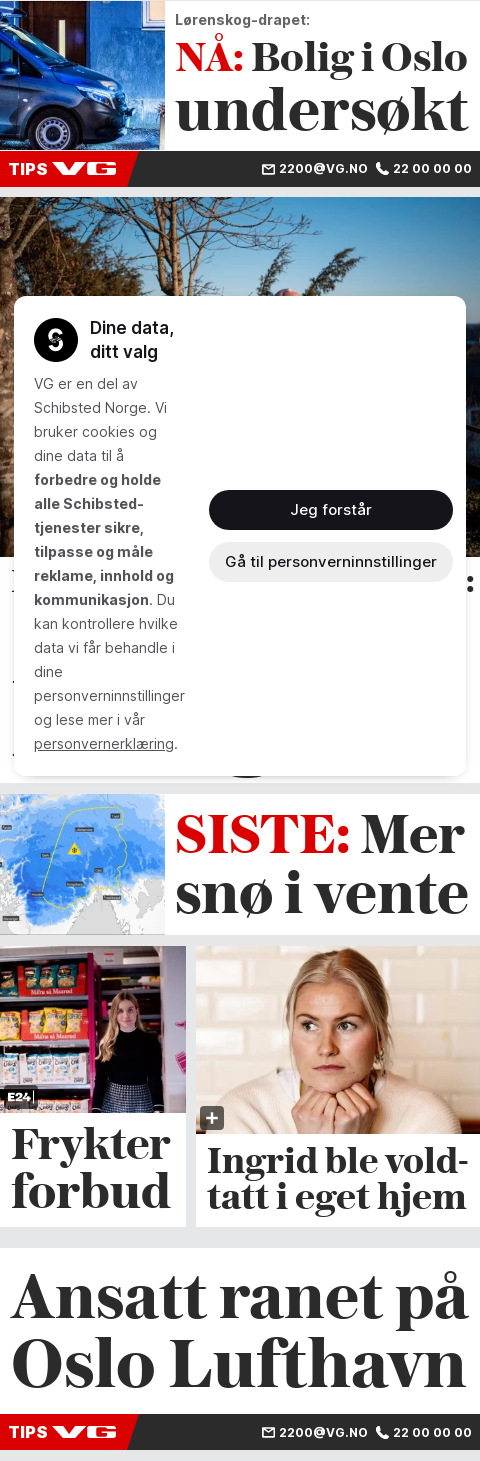 Lørenskog-drapet:
NÅ: Bolig i Oslo
undersøkt
TIPS VG 2200@VG.NO 22 00 00 00
Dine data,
ditt valg
VG er en del av
Schibsted Norge. Vi
bruker cookies og
dine data til å
forbedre og holde
alle Schibsted-
tjenester sikre,
tilpasse og måle
reklame, innhold og
kommunikasjon. Du
kan kontrollere hvilke
data vi får behandle i
dine
personverninnstillinger
og lese mer i vår
personvernerklæring.
Jeg forstår
Gå til personverninnstillinger
SISTE: Mer
snø i vente
E24
Frykter
forbud
Ingrid ble vold-
tatt i eget hjem
Ansatt ranet på
Oslo Lufthavn
TIPS VG 2200@VG.NO 22 00 00 00